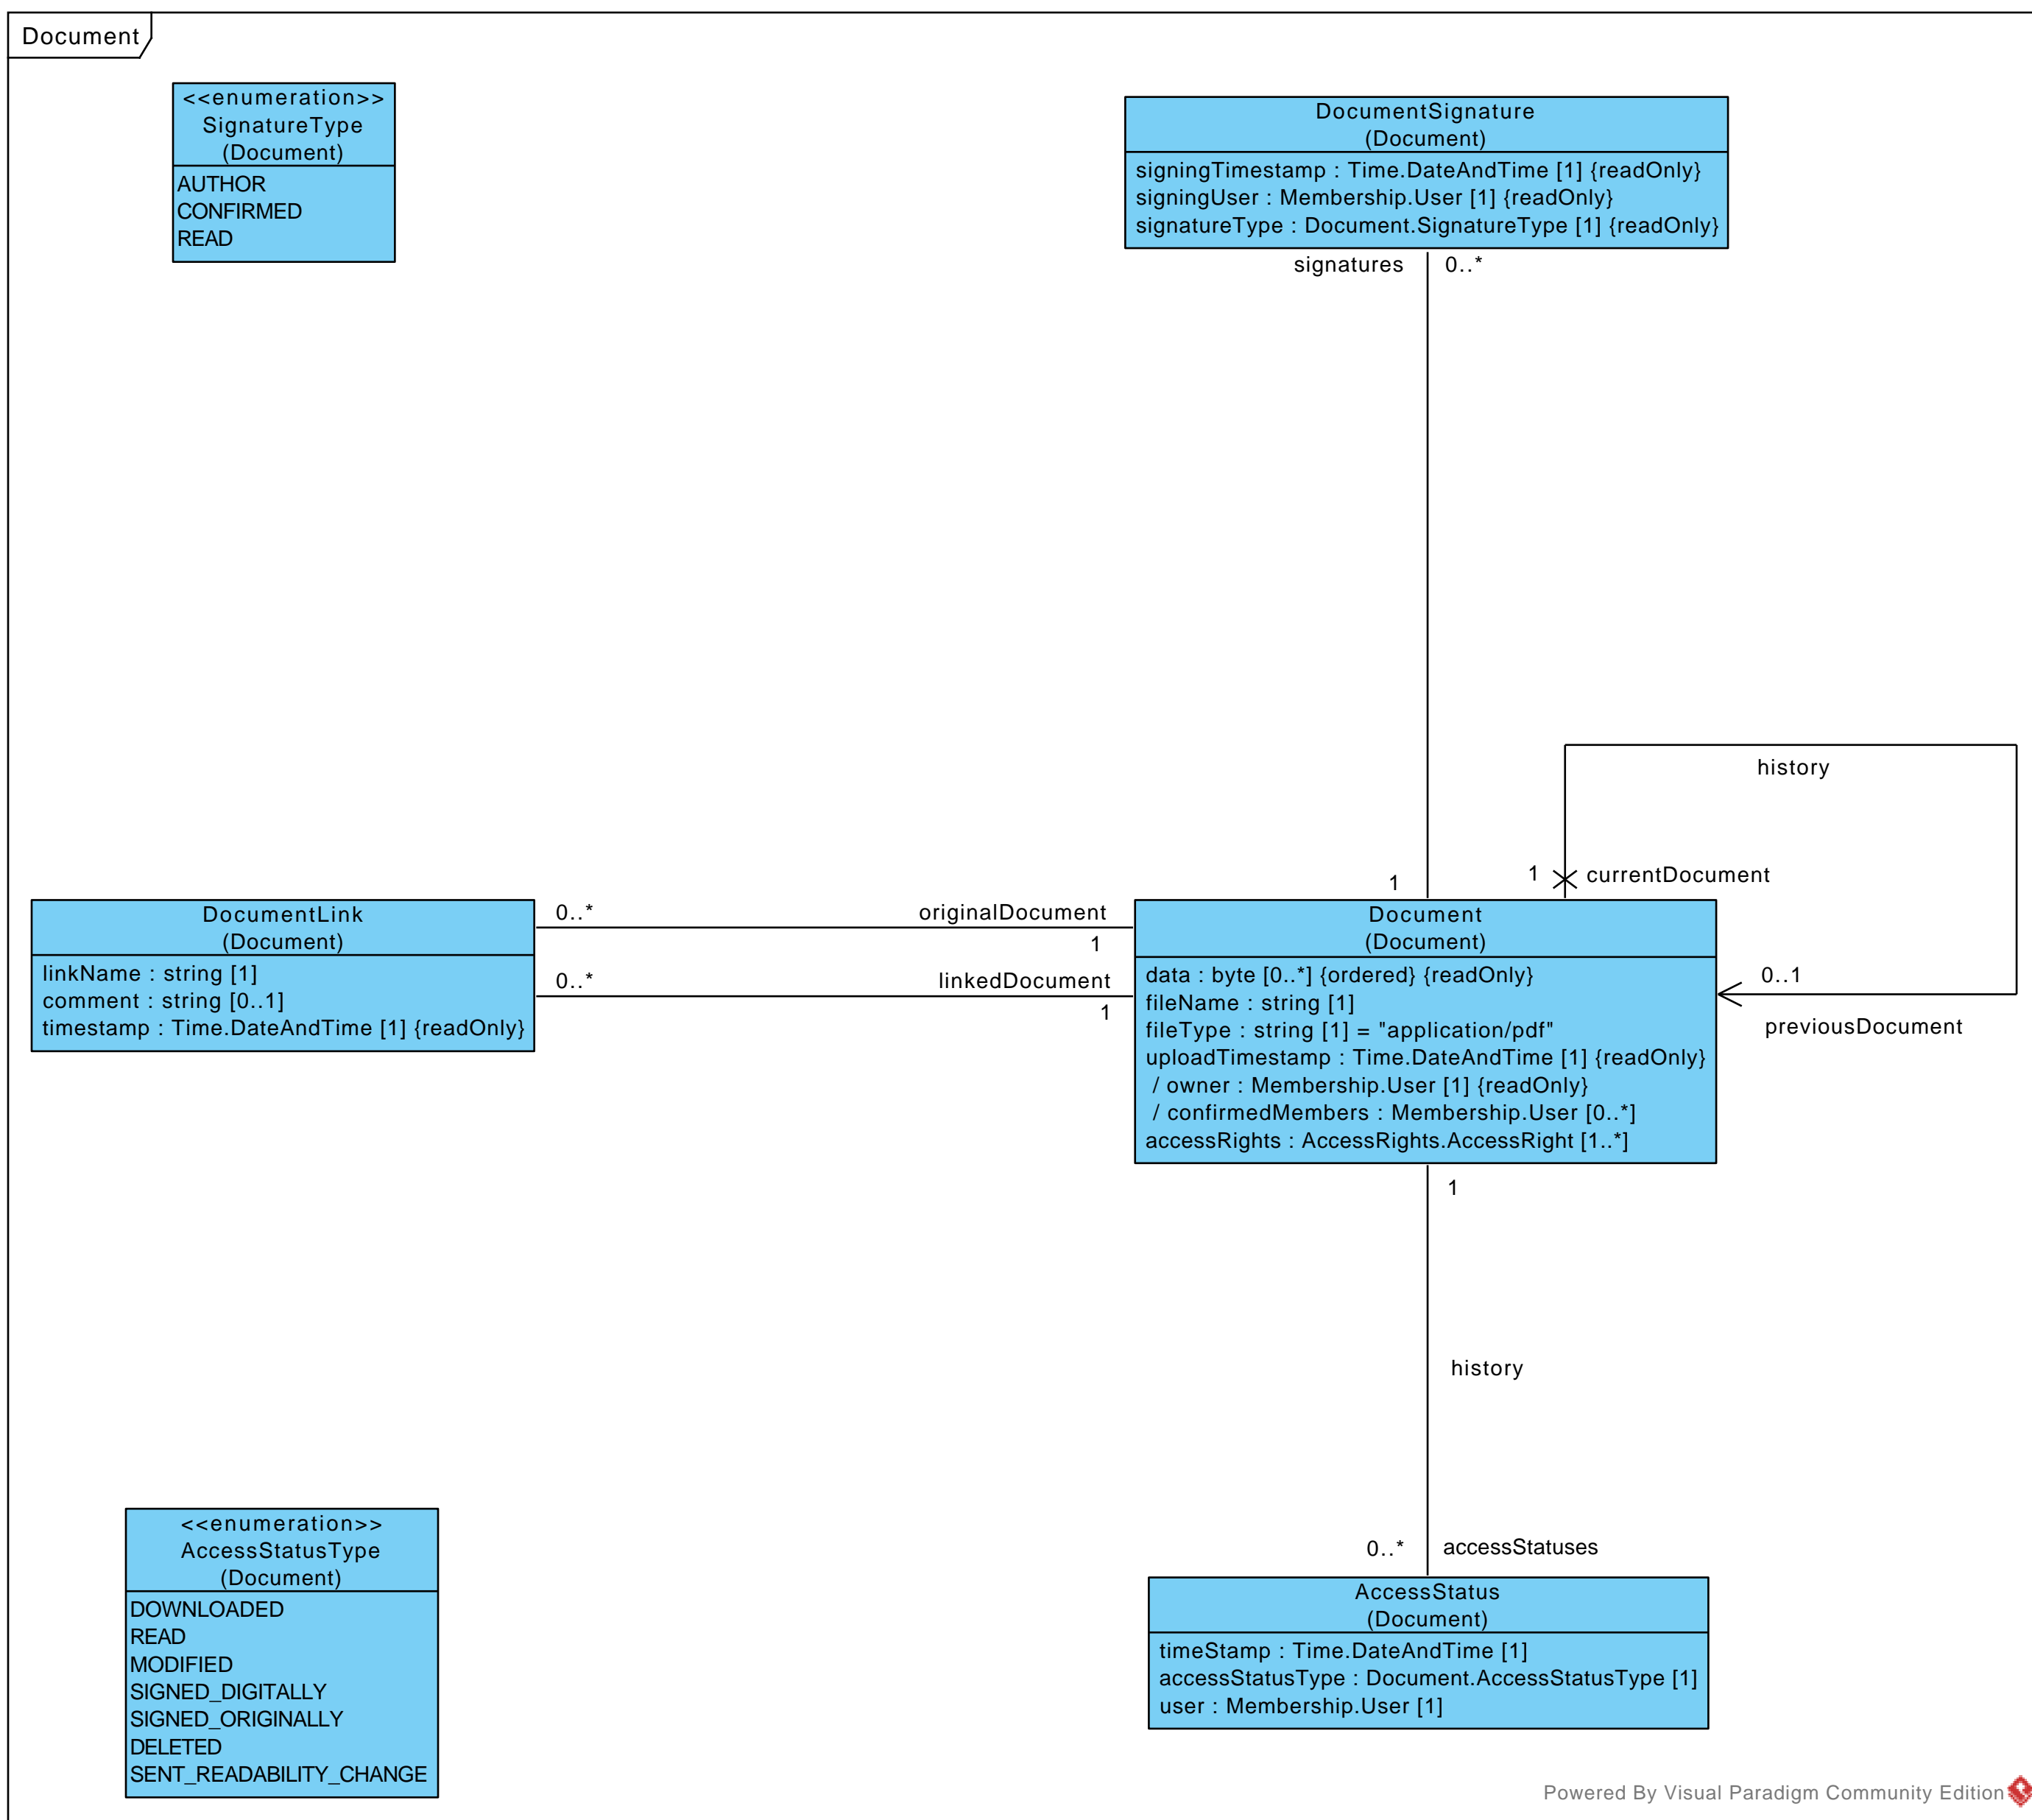 Document
<<enumeration>>
SignatureType
(Document)
AUTHOR
CONFIRMED
READ
DocumentSignature
(Document)
signingTimestamp : Time.DateAndTime [1] {readOnly}
signingUser : Membership.User [1] {readOnly}
signatureType : Document.SignatureType [1] {readOnly}
signatures
0..*
history
1
1
currentDocument
DocumentLink
(Document)
linkName : string [1]
comment : string [0..1]
timestamp : Time.DateAndTime [1] {readOnly}
0..*
originalDocument
1
0..*
linkedDocument
1
Document
(Document)
data : byte [0..*] {ordered} {readOnly}
fileName : string [1]
fileType : string [1] = "application/pdf"
uploadTimestamp : Time.DateAndTime [1] {readOnly}
/ owner : Membership.User [1] {readOnly}
/ confirmedMembers : Membership.User [0..*]
accessRights : AccessRights.AccessRight [1..*]
0..1
previousDocument
1
history
0..*
accessStatuses
<<enumeration>>
AccessStatusType
(Document)
DOWNLOADED
READ
MODIFIED
SIGNED_DIGITALLY
SIGNED_ORIGINALLY
DELETED
SENT_READABILITY_CHANGE
AccessStatus
(Document)
timeStamp : Time.DateAndTime [1]
accessStatusType : Document.AccessStatusType [1]
user : Membership.User [1]
Powered By Visual Paradigm Community Edition